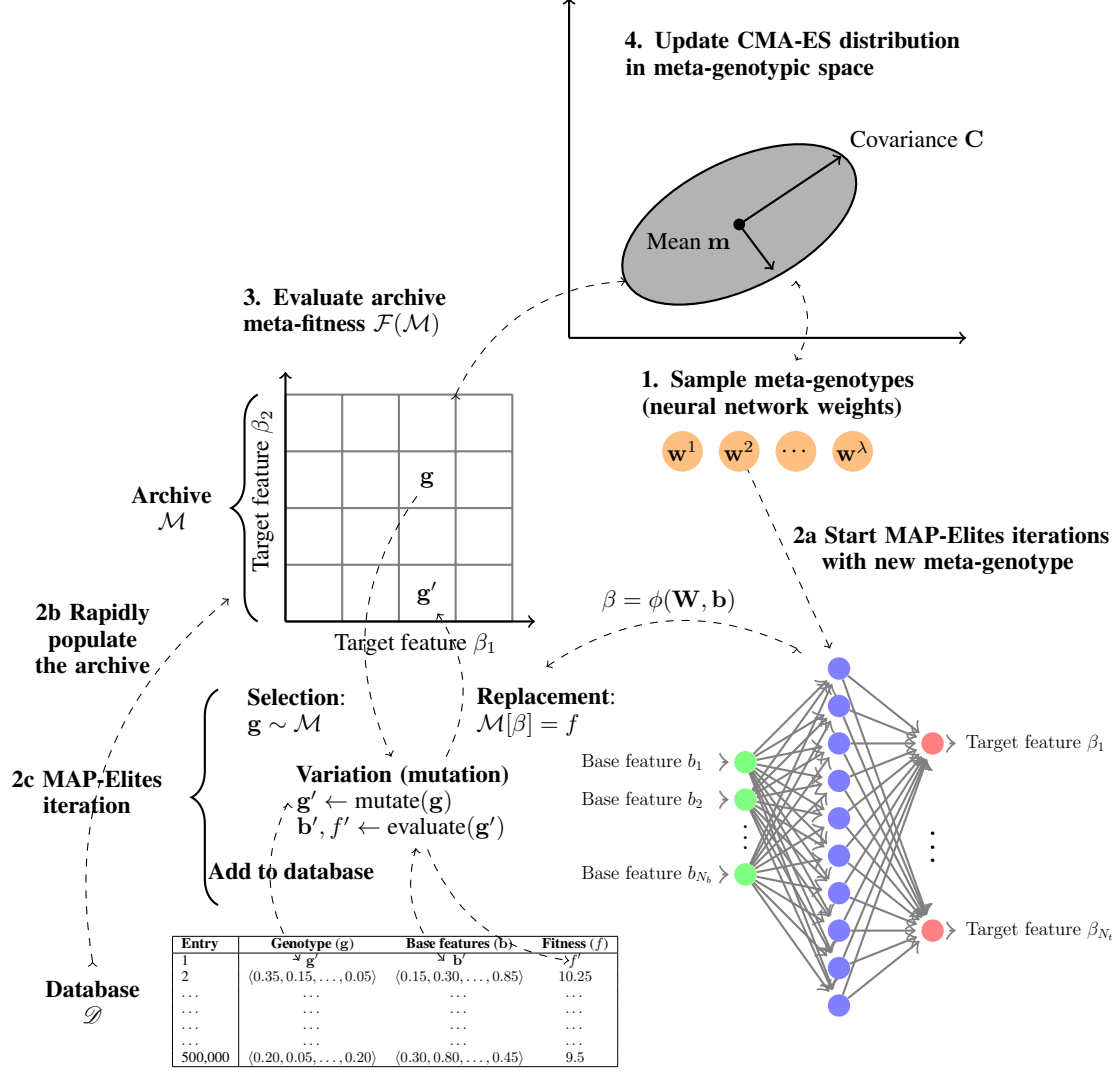 4. Update CMA-ES distribution
in meta-genotypic space
Covariance C
Mean m
3. Evaluate archive
meta-fitness ℱ(ℳ)
1. Sample meta-genotypes
(neural network weights)
w¹ w² ⋯ w^λ
Target feature β₂
g
Archive
ℳ
g′
Target feature β₁
2a Start MAP-Elites iterations
with new meta-genotype
β = ϕ(W, b)
2b Rapidly
populate
the archive
Selection:
g ∼ ℳ
Replacement:
ℳ[β] = f
2c MAP-Elites
iteration
Variation (mutation)
g′ ← mutate(g)
b′, f′ ← evaluate(g′)
Add to database
Base feature b₁
Base feature b₂
⋮
Base feature b_{N_b}
Target feature β₁
⋮
Target feature β_{N_t}
Database
𝒟
Entry Genotype (g) Base features (b) Fitness (f)
1 g′ b′ f′
2 ⟨0.35, 0.15, . . . , 0.05⟩ ⟨0.15, 0.30, . . . , 0.85⟩ 10.25
. . . . . . . . . . . .
. . . . . . . . . . . .
. . . . . . . . . . . .
. . . . . . . . . . . .
500,000 ⟨0.20, 0.05, . . . , 0.20⟩ ⟨0.30, 0.80, . . . , 0.45⟩ 9.5